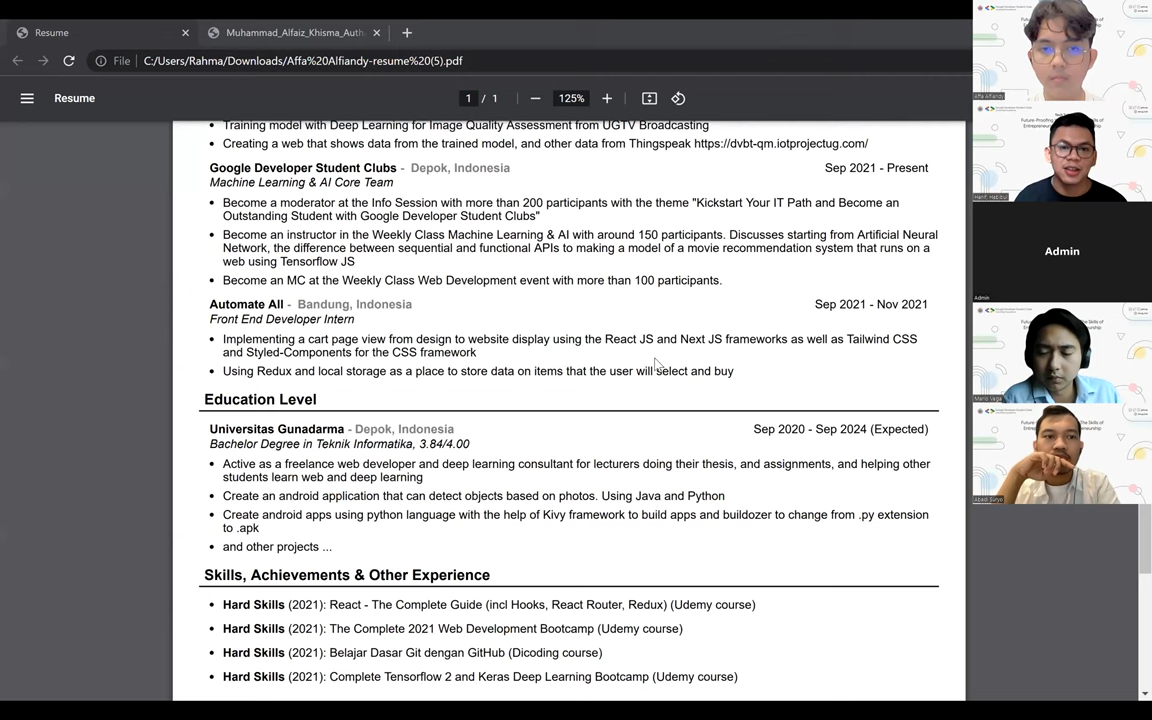 Resume
Muhammad_Alfaiz_Khisma_Auth
File
C:/Users/Rahma/Downloads/Affa%20Alfiandy-resume%20(5).pdf
Resume
1 / 1
125%
Training model with Deep Learning for Image Quality Assessment from UGTV Broadcasting
• Creating a web that shows data from the trained model, and other data from Thingspeak https://dvbt-qm.iotprojectug.com/
Google Developer Student Clubs - Depok, Indonesia Sep 2021 - Present
Machine Learning & AI Core Team
• Become a moderator at the Info Session with more than 200 participants with the theme "Kickstart Your IT Path and Become an
Outstanding Student with Google Developer Student Clubs"
• Become an instructor in the Weekly Class Machine Learning & AI with around 150 participants. Discusses starting from Artificial Neural
Network, the difference between sequential and functional APIs to making a model of a movie recommendation system that runs on a
web using Tensorflow JS
• Become an MC at the Weekly Class Web Development event with more than 100 participants.
Automate All - Bandung, Indonesia Sep 2021 - Nov 2021
Front End Developer Intern
• Implementing a cart page view from design to website display using the React JS and Next JS frameworks as well as Tailwind CSS
and Styled-Components for the CSS framework
• Using Redux and local storage as a place to store data on items that the user will select and buy
Education Level
Universitas Gunadarma - Depok, Indonesia Sep 2020 - Sep 2024 (Expected)
Bachelor Degree in Teknik Informatika, 3.84/4.00
• Active as a freelance web developer and deep learning consultant for lecturers doing their thesis, and assignments, and helping other
students learn web and deep learning
• Create an android application that can detect objects based on photos. Using Java and Python
• Create android apps using python language with the help of Kivy framework to build apps and buildozer to change from .py extension
to .apk
• and other projects ...
Skills, Achievements & Other Experience
• Hard Skills (2021): React - The Complete Guide (incl Hooks, React Router, Redux) (Udemy course)
• Hard Skills (2021): The Complete 2021 Web Development Bootcamp (Udemy course)
• Hard Skills (2021): Belajar Dasar Git dengan GitHub (Dicoding course)
• Hard Skills (2021): Complete Tensorflow 2 and Keras Deep Learning Bootcamp (Udemy course)
Affa Alfiandy
Admin
Admin